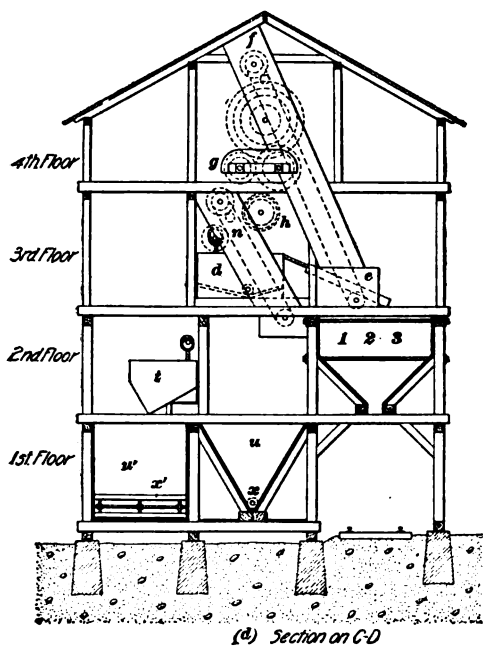 f
4th Floor
g
h
n
3rd Floor
d
e
1 2 3
2nd Floor
t
u
1st Floor
u'
x'
x
(d) Section on C-D